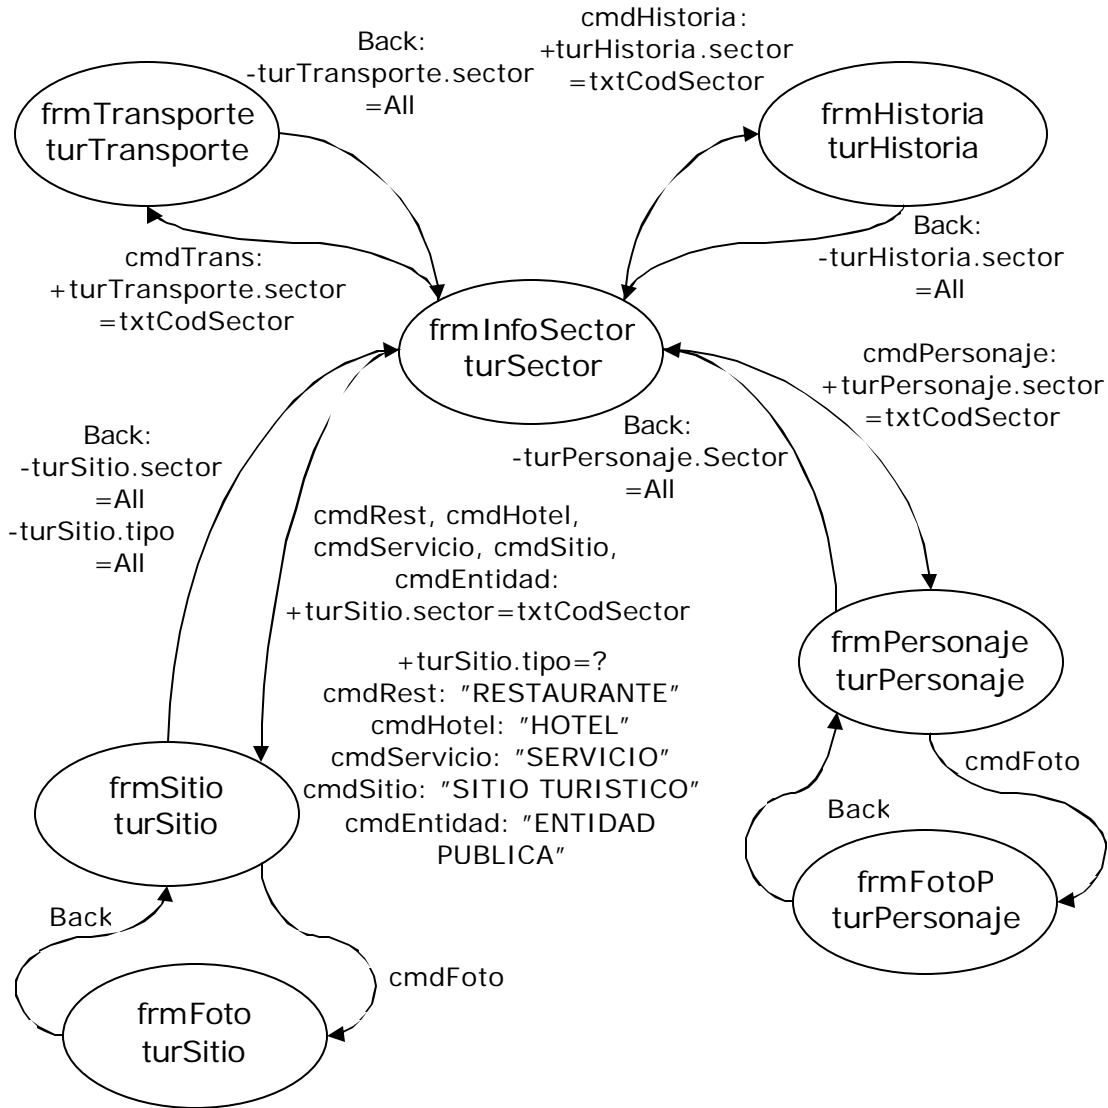 cmdHistoria:
+turHistoria.sector
=txtCodSector
Back:
-turTransporte.sector
=All
frmTransporte
turTransporte
frmHistoria
turHistoria
cmdTrans:
+turTransporte.sector
=txtCodSector
Back:
-turHistoria.sector
=All
frmInfoSector
turSector
cmdPersonaje:
+turPersonaje.sector
=txtCodSector
Back:
-turSitio.sector
=All
-turSitio.tipo
=All
Back:
-turPersonaje.Sector
=All
cmdRest, cmdHotel,
cmdServicio, cmdSitio,
cmdEntidad:
+turSitio.sector=txtCodSector
+turSitio.tipo=?
cmdRest: "RESTAURANTE"
cmdHotel: "HOTEL"
cmdServicio: "SERVICIO"
cmdSitio: "SITIO TURISTICO"
cmdEntidad: "ENTIDAD
PUBLICA"
frmPersonaje
turPersonaje
frmSitio
turSitio
cmdFoto
Back
frmFotoP
turPersonaje
Back
cmdFoto
frmFoto
turSitio